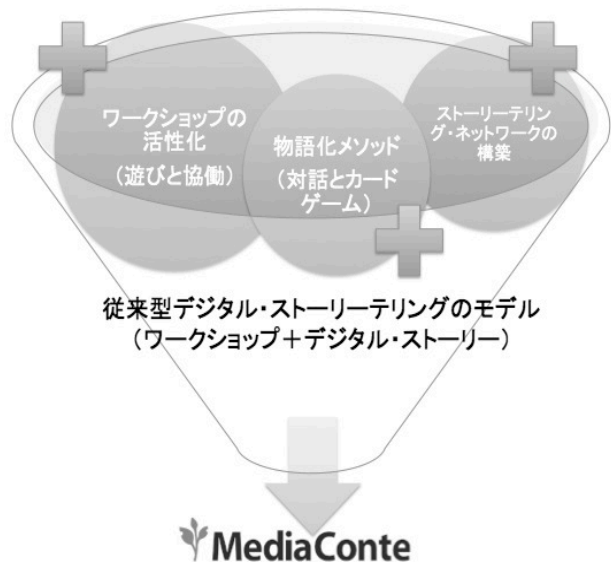 ワークショップの
活性化
（遊びと協働）
物語化メソッド
（対話とカード
ゲーム）
ストーリーテリン
グ・ネットワークの
構築
従来型デジタル・ストーリーテリングのモデル
（ワークショップ＋デジタル・ストーリー）
MediaConte